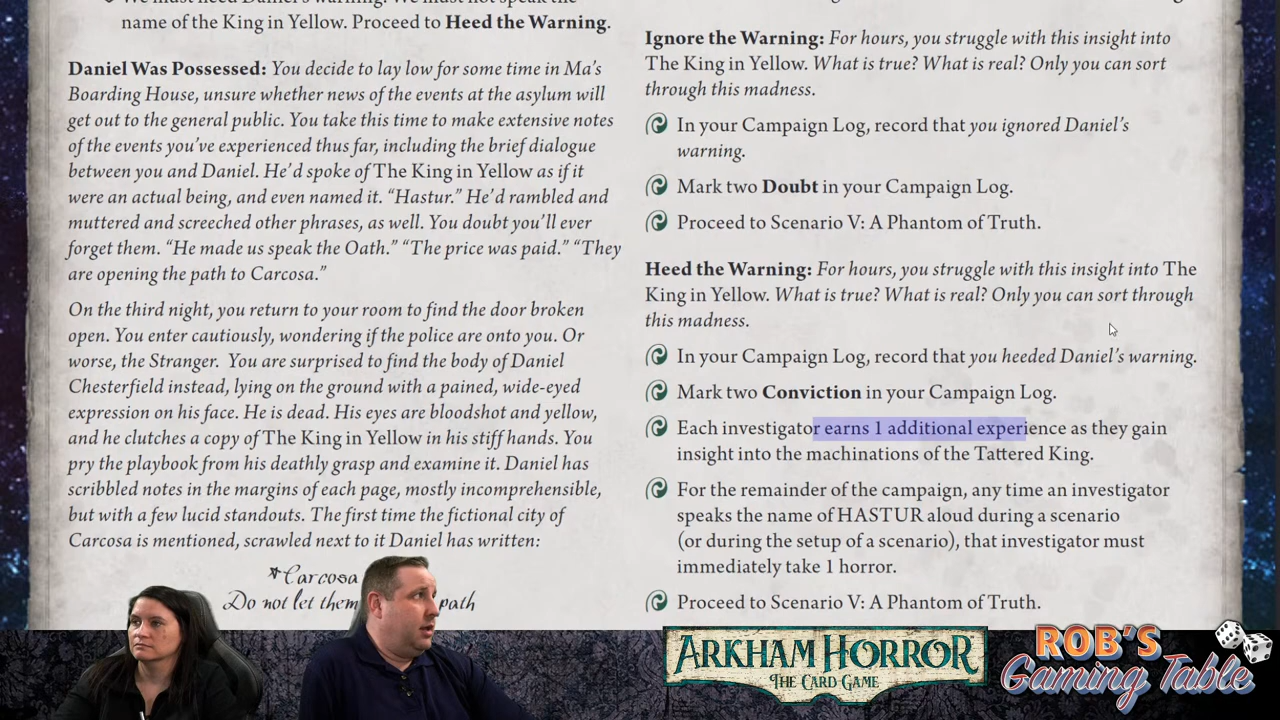 name of the King in Yellow. Proceed to Heed the Warning.
Daniel Was Possessed: You decide to lay low for some time in Ma's
Boarding House, unsure whether news of the events at the asylum will
get out to the general public. You take this time to make extensive notes
of the events you've experienced thus far, including the brief dialogue
between you and Daniel. He'd spoke of The King in Yellow as if it
were an actual being, and even named it. “Hastur.” He'd rambled and
muttered and screeched other phrases, as well. You doubt you'll ever
forget them. “He made us speak the Oath.” “The price was paid.” “They
are opening the path to Carcosa.”
On the third night, you return to your room to find the door broken
open. You enter cautiously, wondering if the police are onto you. Or
worse, the Stranger. You are surprised to find the body of Daniel
Chesterfield instead, lying on the ground with a pained, wide-eyed
expression on his face. He is dead. His eyes are bloodshot and yellow,
and he clutches a copy of The King in Yellow in his stiff hands. You
pry the playbook from his deathly grasp and examine it. Daniel has
scribbled notes in the margins of each page, mostly incomprehensible,
but with a few lucid standouts. The first time the fictional city of
Carcosa is mentioned, scrawled next to it Daniel has written:
*Carcosa
Do not let them path
Ignore the Warning: For hours, you struggle with this insight into
The King in Yellow. What is true? What is real? Only you can sort
through this madness.
In your Campaign Log, record that you ignored Daniel's
warning.
Mark two Doubt in your Campaign Log.
Proceed to Scenario V: A Phantom of Truth.
Heed the Warning: For hours, you struggle with this insight into The
King in Yellow. What is true? What is real? Only you can sort through
this madness.
In your Campaign Log, record that you heeded Daniel's warning.
Mark two Conviction in your Campaign Log.
Each investigator earns 1 additional experience as they gain
insight into the machinations of the Tattered King.
For the remainder of the campaign, any time an investigator
speaks the name of HASTUR aloud during a scenario
(or during the setup of a scenario), that investigator must
immediately take 1 horror.
Proceed to Scenario V: A Phantom of Truth.
ARKHAM HORROR
THE CARD GAME
ROB'S
Gaming Table